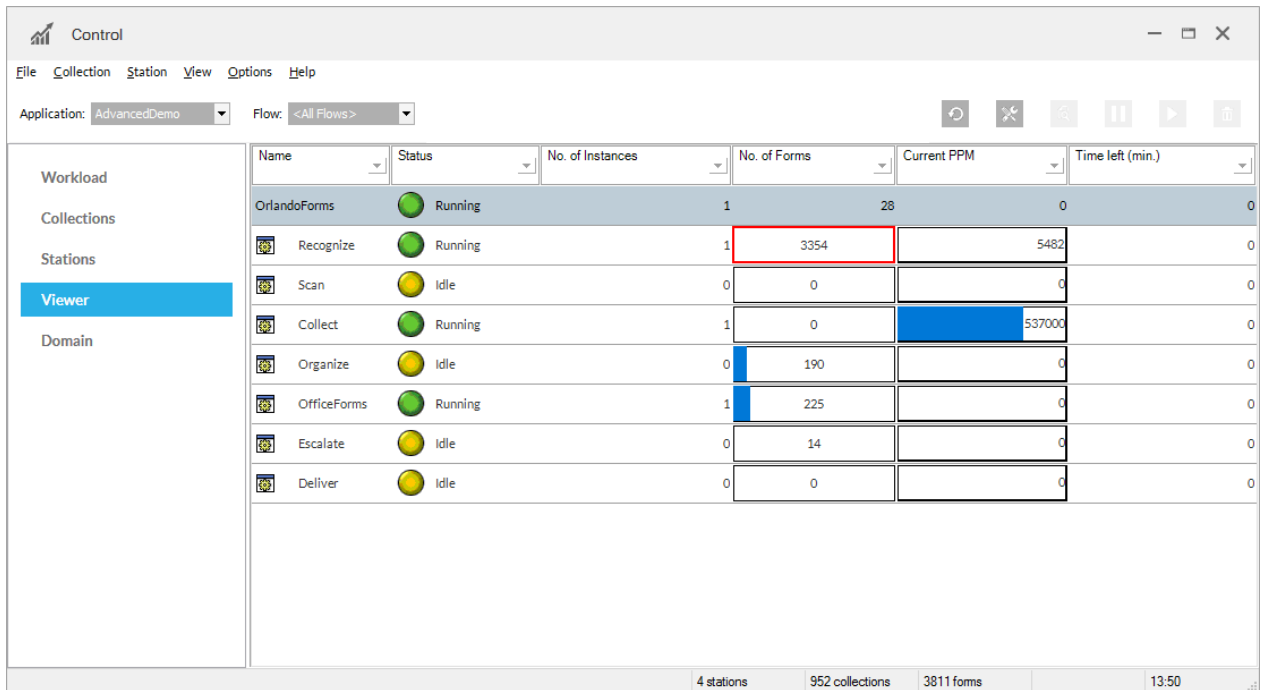 Control
File Collection Station View Options Help
Application: AdvancedDemo Flow: <All Flows>
Workload
Collections
Stations
Viewer
Domain
Name Status No. of Instances No. of Forms Current PPM Time left (min.)
OrlandoForms Running 1 28 0 0
Recognize Running 1 3354 5482 0
Scan Idle 0 0 0 0
Collect Running 1 0 537000 0
Organize Idle 0 190 0 0
OfficeForms Running 1 225 0 0
Escalate Idle 0 14 0 0
Deliver Idle 0 0 0 0
4 stations 952 collections 3811 forms 13:50